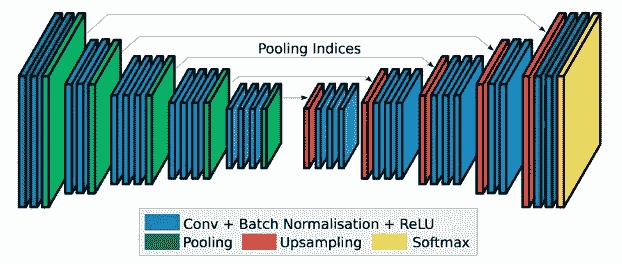 Pooling Indices
Conv + Batch Normalisation + ReLU
Pooling Upsampling Softmax